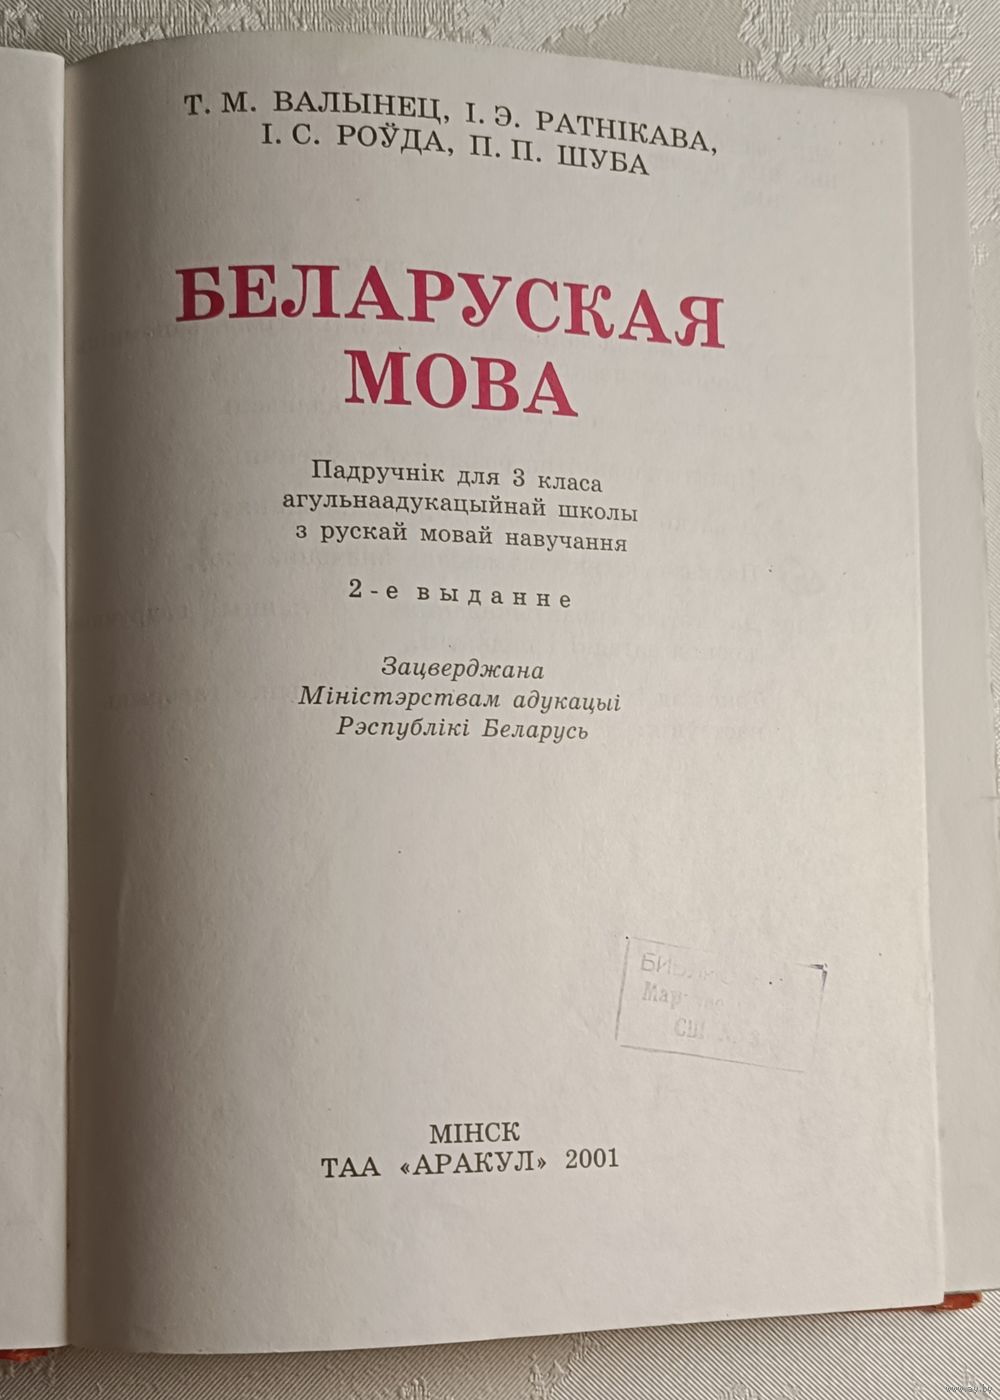 Т. М. ВАЛЫНЕЦ, І. Э. РАТНІКАВА,
І. С. РОЎДА, П. П. ШУБА
БЕЛАРУСКАЯ
МОВА
Падручнік для 3 класа
агульнаадукацыйнай школы
з рускай мовай навучання
2-е выданне
Зацверджана
Міністэрствам адукацыі
Рэспублікі Беларусь
СШ
МІНСК
ТАА «АРАКУЛ» 2001